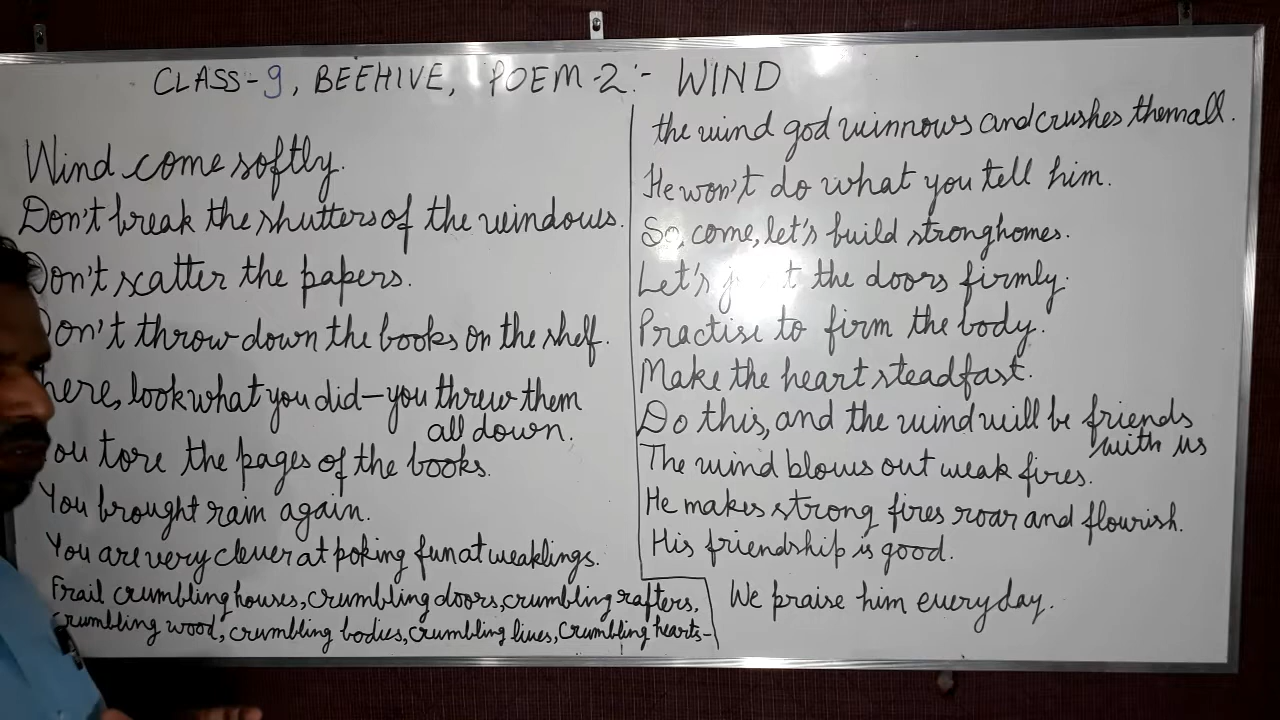 CLASS-9, BEEHIVE, POEM-2:- WIND
Wind come softly.
Don't break the shutters of the windows.
Don't scatter the papers.
Don't throw down the books on the shelf.
here, look what you did—you threw them
all down.
You tore the pages of the books.
You brought rain again.
You are very clever at poking fun at weaklings.
Frail crumbling houses, crumbling doors, crumbling rafters,
crumbling wood, crumbling bodies, crumbling lives, crumbling hearts—
the wind god winnows and crushes them all.
He won't do what you tell him.
So, come, let's build strong homes.
Let's the doors firmly.
Practise to firm the body.
Make the heart steadfast.
Do this, and the wind will be friends
with us
The wind blows out weak fires.
He makes strong fires roar and flourish.
His friendship is good.
We praise him everyday.